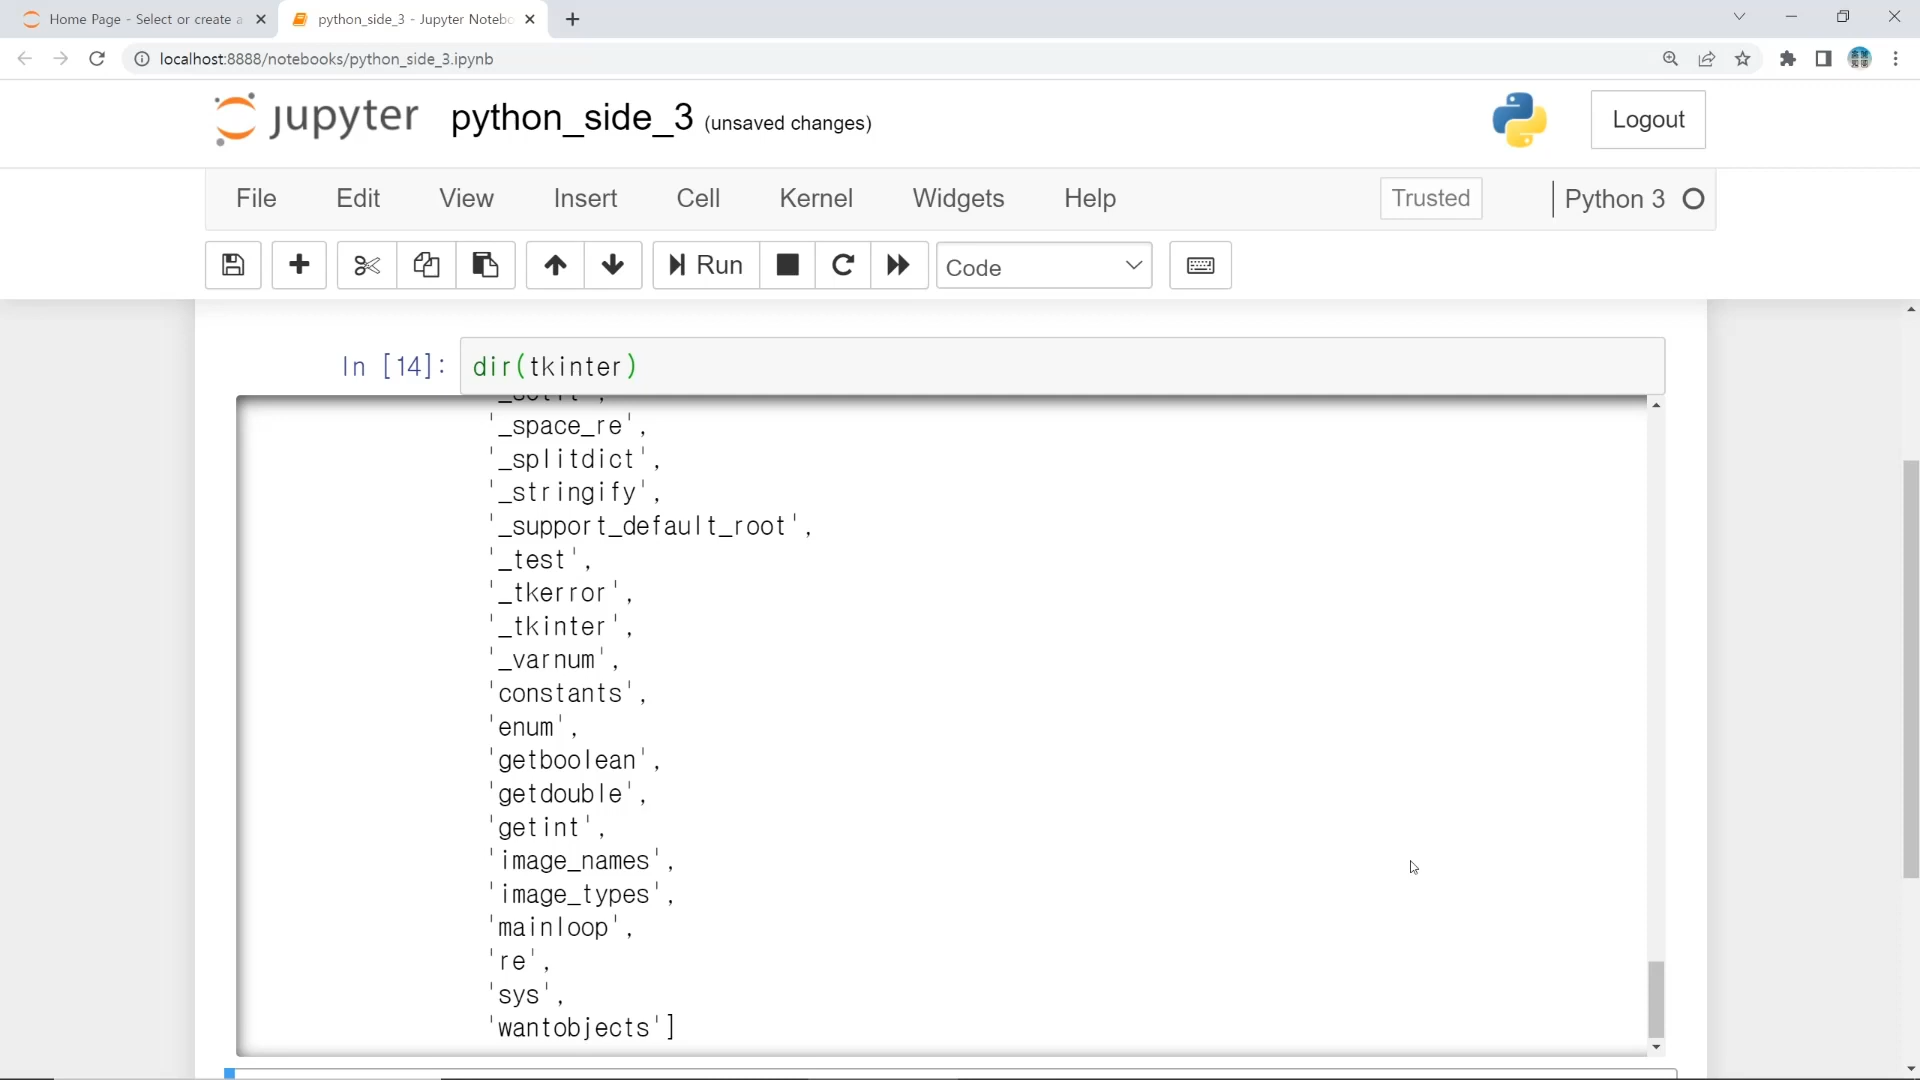 Home Page - Select or create a
python_side_3 - Jupyter Notebo
localhost:8888/notebooks/python_side_3.ipynb
jupyter python_side_3 (unsaved changes)
Logout
File Edit View Insert Cell Kernel Widgets Help
Trusted
Python 3
Run
Code
In [14]: dir(tkinter)
'_space_re',
'_splitdict',
'_stringify',
'_support_default_root',
'_test',
'_tkerror',
'_tkinter',
'_varnum',
'constants',
'enum',
'getboolean',
'getdouble',
'getint',
'image_names',
'image_types',
'mainloop',
're',
'sys',
'wantobjects']